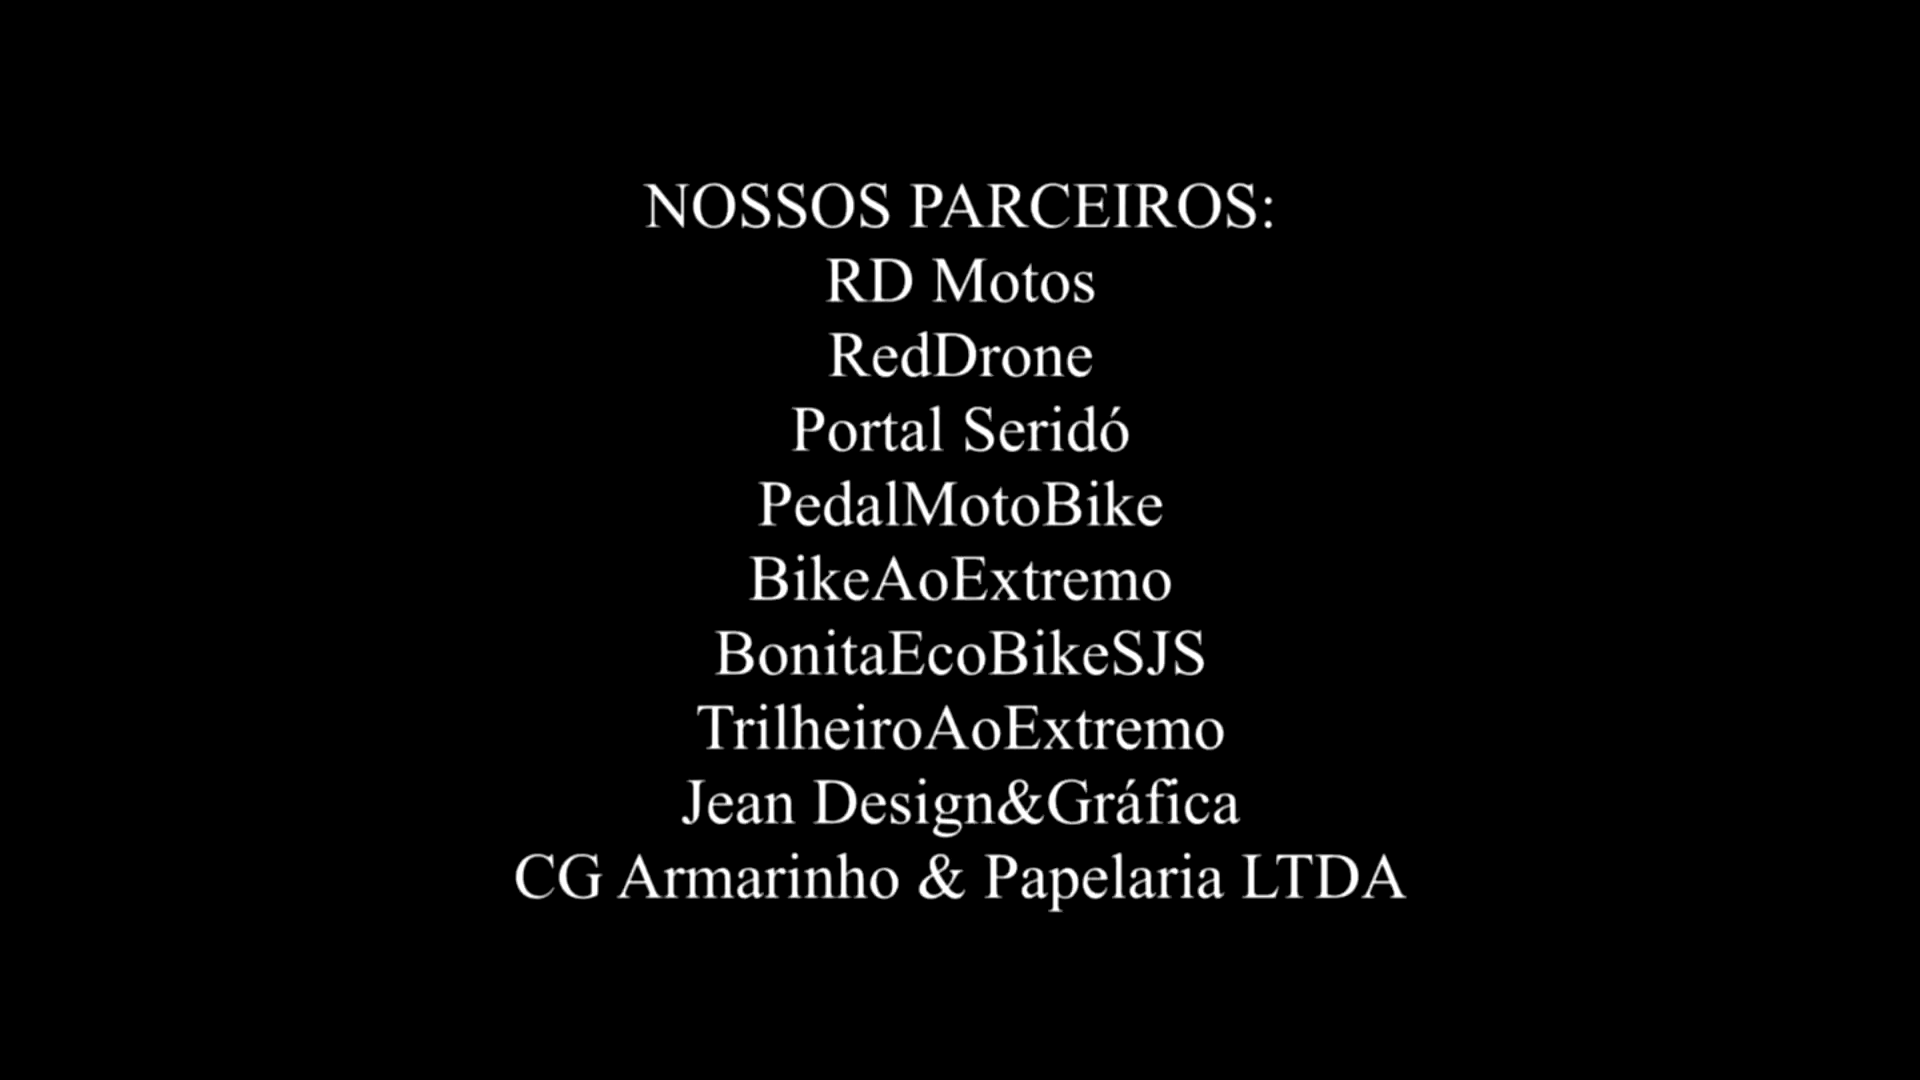 NOSSOS PARCEIROS:
RD Motos
RedDrone
Portal Seridó
PedalMotoBike
BikeAoExtremo
BonitaEcoBikeSJS
TrilheiroAoExtremo
Jean Design&Gráfica
CG Armarinho & Papelaria LTDA